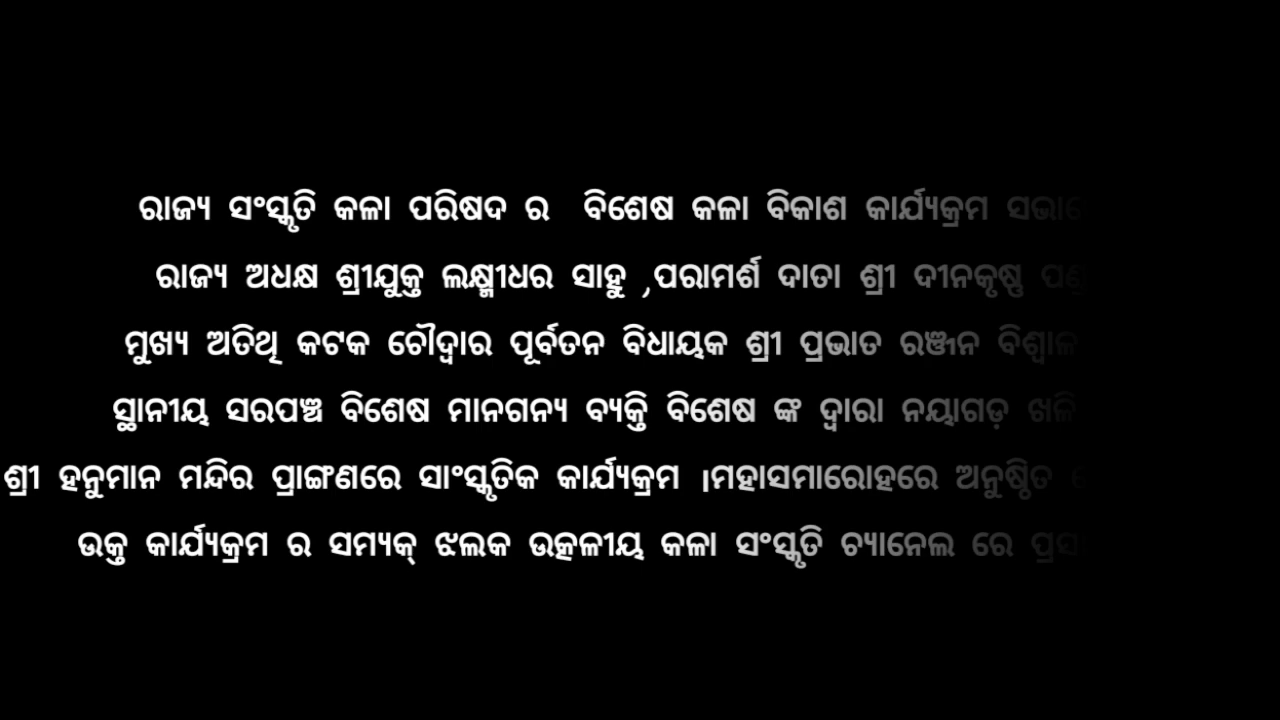 ରାଜ୍ୟ ସଂସ୍କୃତି କଳା ପରିଷଦ ର ବିଶେଷ କଳା ବିକାଶ କାର୍ଯ୍ୟକ୍ରମ
ରାଜ୍ୟ ଅଧକ୍ଷ ଶ୍ରୀଯୁକ୍ତ ଲକ୍ଷ୍ମୀଧର ସାହୁ ,ପରାମର୍ଶ ଦାତା ଶ୍ରୀ ଦୀନକୃଷ୍ଣ
ମୁଖ୍ୟ ଅତିଥି କଟକ ଚୌଦ୍ୱାର ପୂର୍ବତନ ବିଧାୟକ ଶ୍ରୀ ପ୍ରଭାତ ରଞ୍ଜନ ବିଶ୍ୱାଳ
ସ୍ଥାନୀୟ ସରପଞ୍ଚ ବିଶେଷ ମାନଗନ୍ୟ ବ୍ୟକ୍ତି ବିଶେଷ ଙ୍କ ଦ୍ୱାରା ନୟାଗଡ଼
ଶ୍ରୀ ହନୁମାନ ମନ୍ଦିର ପ୍ରାଙ୍ଗଣରେ ସାଂସ୍କୃତିକ କାର୍ଯ୍ୟକ୍ରମ ।ମହାସମାରୋହରେ ଅନୁଷ୍ଠିତ
ଉକ୍ତ କାର୍ଯ୍ୟକ୍ରମ ର ସମ୍ୟକ୍ ଝଲକ ଉତ୍କଳୀୟ କଳା ସଂସ୍କୃତି ଚ୍ୟାନେଲ ରେ